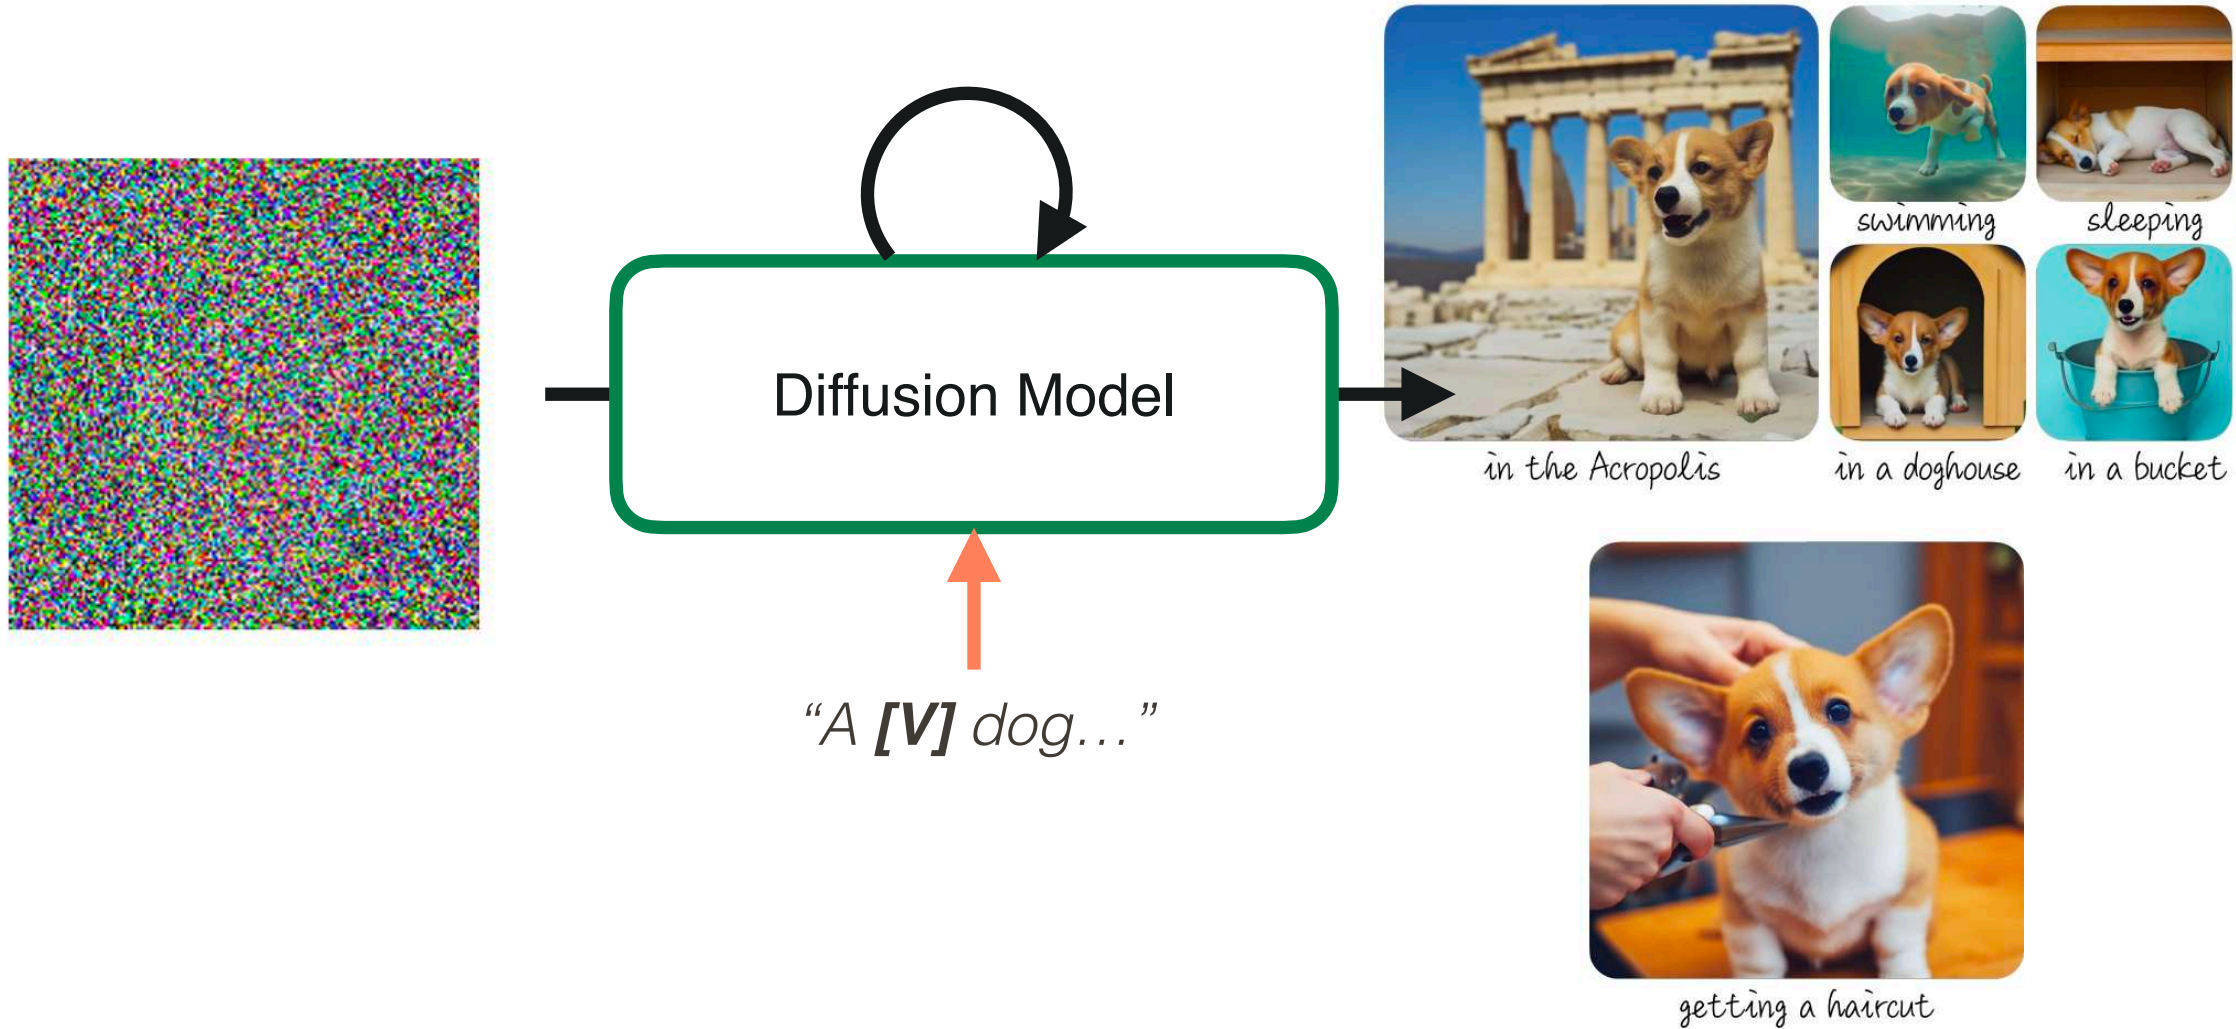 swimming
sleeping
Diffusion Model
in the Acropolis
in a doghouse
in a bucket
“A [V] dog…”
getting a haircut